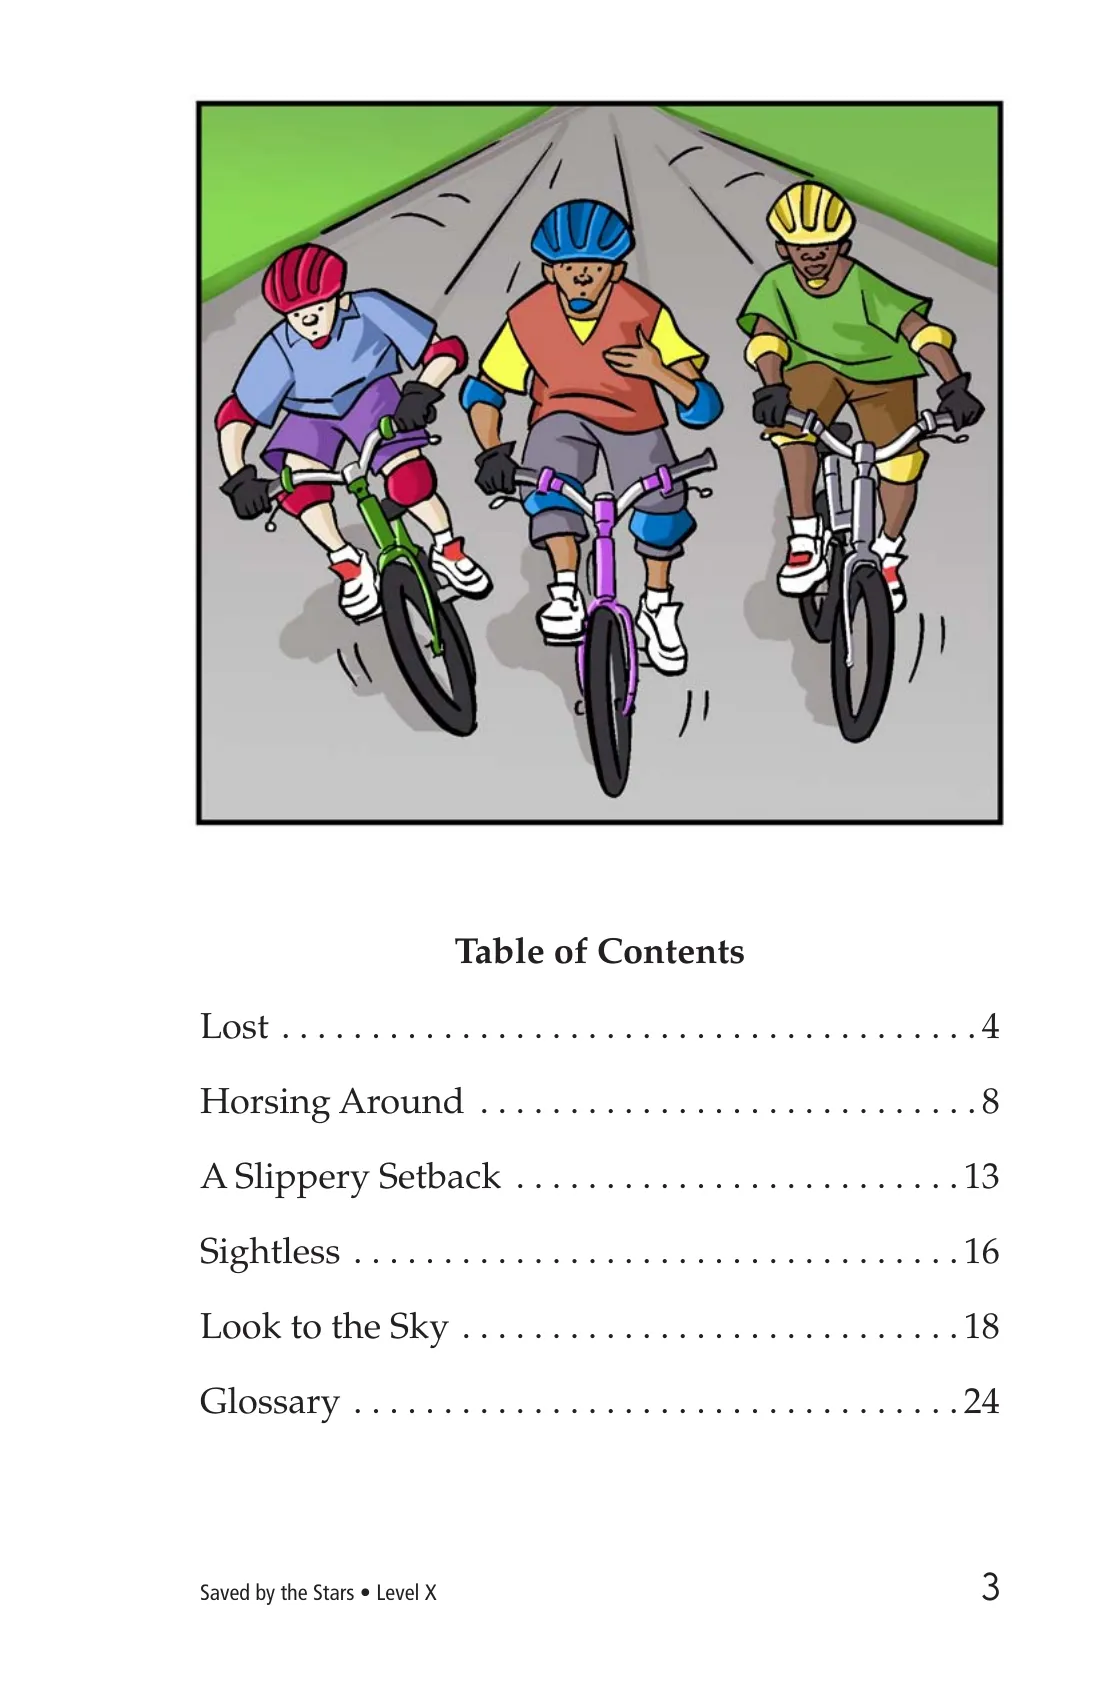 Table of Contents
Lost . . . . . . . . . . . . . . . . . . . . . . . . . . . . . . . . . . . . . . . 4
Horsing Around . . . . . . . . . . . . . . . . . . . . . . . . . . . . 8
A Slippery Setback . . . . . . . . . . . . . . . . . . . . . . . . . 13
Sightless . . . . . . . . . . . . . . . . . . . . . . . . . . . . . . . . . . 16
Look to the Sky . . . . . . . . . . . . . . . . . . . . . . . . . . . . 18
Glossary . . . . . . . . . . . . . . . . . . . . . . . . . . . . . . . . . . 24
Saved by the Stars • Level X 3